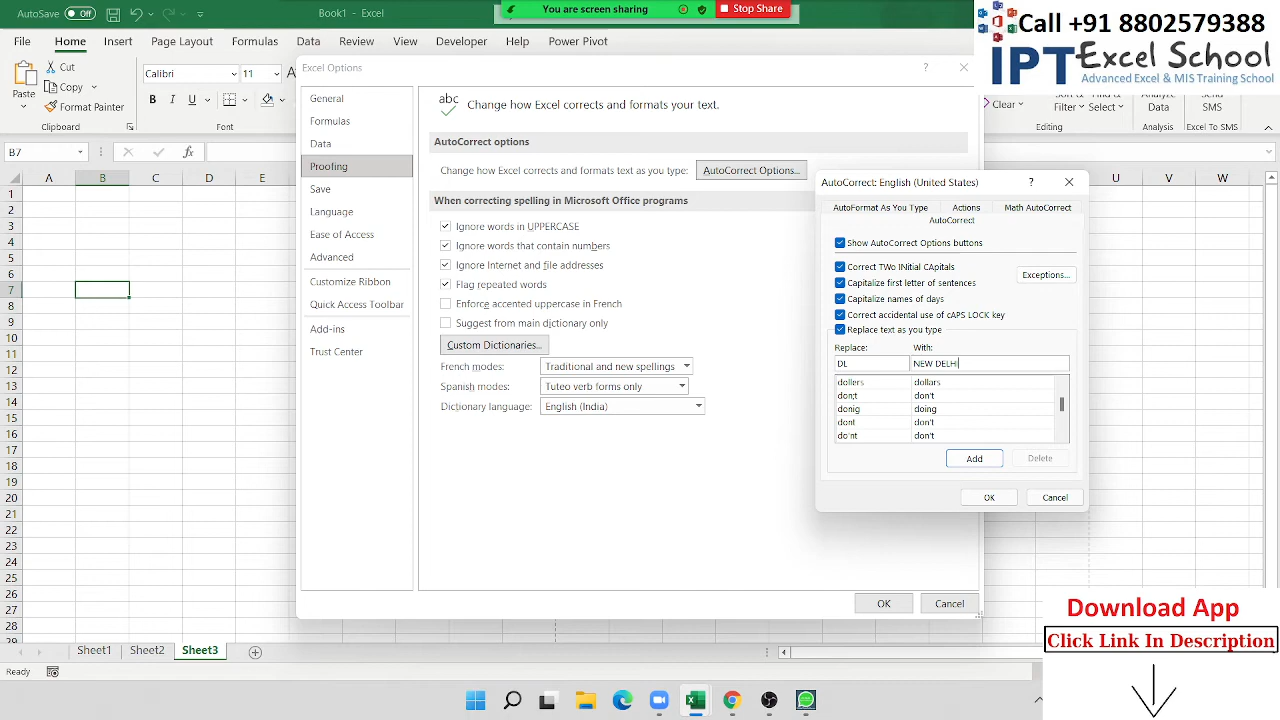 AutoSave Off
Book1 - Excel
You are screen sharing
Stop Share
Call +91 8802579388
IPT Excel School
Advanced Excel & MIS Training School
File Home Insert Page Layout Formulas Data Review View Developer Help Power Pivot
Paste
Cut
Copy
Format Painter
Clipboard
Calibri 11
B I U
Font
Clear
Sort & Filter Find & Select
Filter Select
Editing
Data
Analysis
Send
SMS
Excel To SMS
B7
fx
A B C D E U V W
1
2
3
4
5
6
7
8
9
10
11
12
13
14
15
16
17
18
19
20
21
22
23
24
25
26
27
28
29
Excel Options
?
General
Formulas
Data
Proofing
Save
Language
Ease of Access
Advanced
Customize Ribbon
Quick Access Toolbar
Add-ins
Trust Center
abc
Change how Excel corrects and formats your text.
AutoCorrect options
Change how Excel corrects and formats text as you type:
AutoCorrect Options...
When correcting spelling in Microsoft Office programs
Ignore words in UPPERCASE
Ignore words that contain numbers
Ignore Internet and file addresses
Flag repeated words
Enforce accented uppercase in French
Suggest from main dictionary only
Custom Dictionaries...
French modes: Traditional and new spellings
Spanish modes: Tuteo verb forms only
Dictionary language: English (India)
OK Cancel
AutoCorrect: English (United States)
?
AutoFormat As You Type Actions Math AutoCorrect
AutoCorrect
Show AutoCorrect Options buttons
Correct TWo INitial CApitals
Exceptions...
Capitalize first letter of sentences
Capitalize names of days
Correct accidental use of cAPS LOCK key
Replace text as you type
Replace: With:
DL NEW DELHI
dollers dollars
don;t don't
donig doing
dont don't
do'nt don't
Add Delete
OK Cancel
Sheet1 Sheet2 Sheet3
Ready
Download App
Click Link In Description